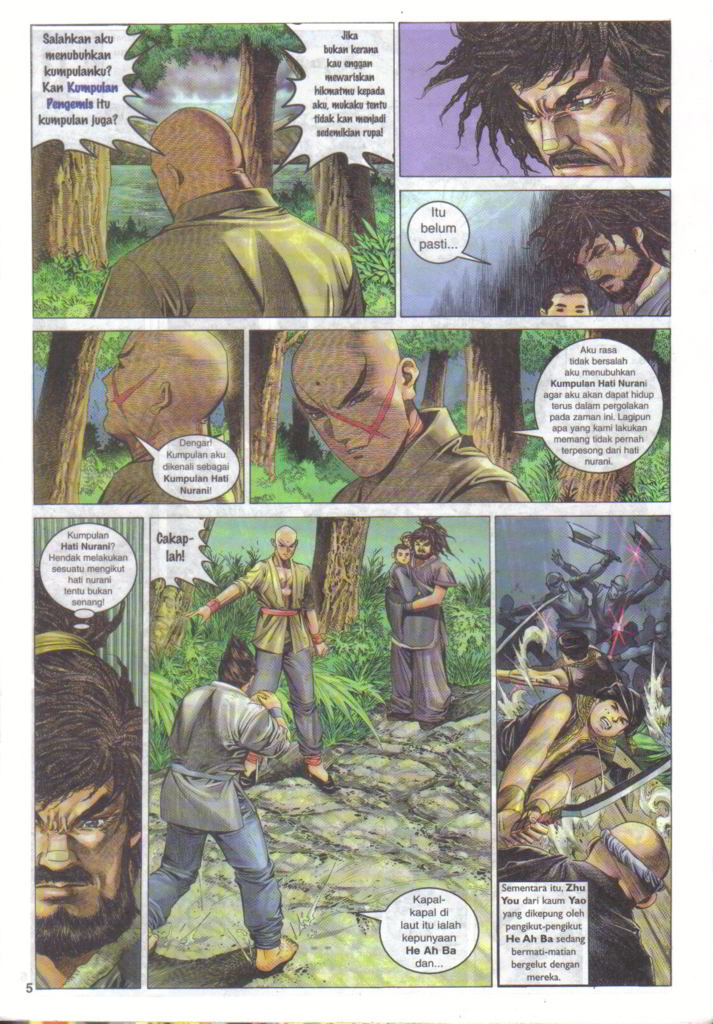 Salahkan aku
menubuhkan
kumpulanku?
Kan Kumpulan
Pengemis itu
kumpulan juga?
Jika
bukan kerana
kau enggan
mewariskan
hikmatmu kepada
aku, mukaku tentu
tidak kan menjadi
sedemikian rupa!
Itu
belum
pasti...
Dengar!
Kumpulan aku
dikenali sebagai
Kumpulan Hati
Nurani!
Aku rasa
tidak bersalah
aku menubuhkan
Kumpulan Hati Nurani
agar aku akan dapat hidup
terus dalam pergolakan
pada zaman ini. Lagipun
apa yang kami lakukan
memang tidak pernah
terpesong dari hati
nurani.
Kumpulan
Hati Nurani?
Hendak melakukan
sesuatu mengikut
hati nurani
tentu bukan
senang!
Cakap-
lah!
Kapal-
kapal di
laut itu ialah
kepunyaan
He Ah Ba
dan...
Sementara itu, Zhu
You dari kaum Yao
yang dikepung oleh
pengikut-pengikut
He Ah Ba sedang
bermati-matian
bergelut dengan
mereka.
5